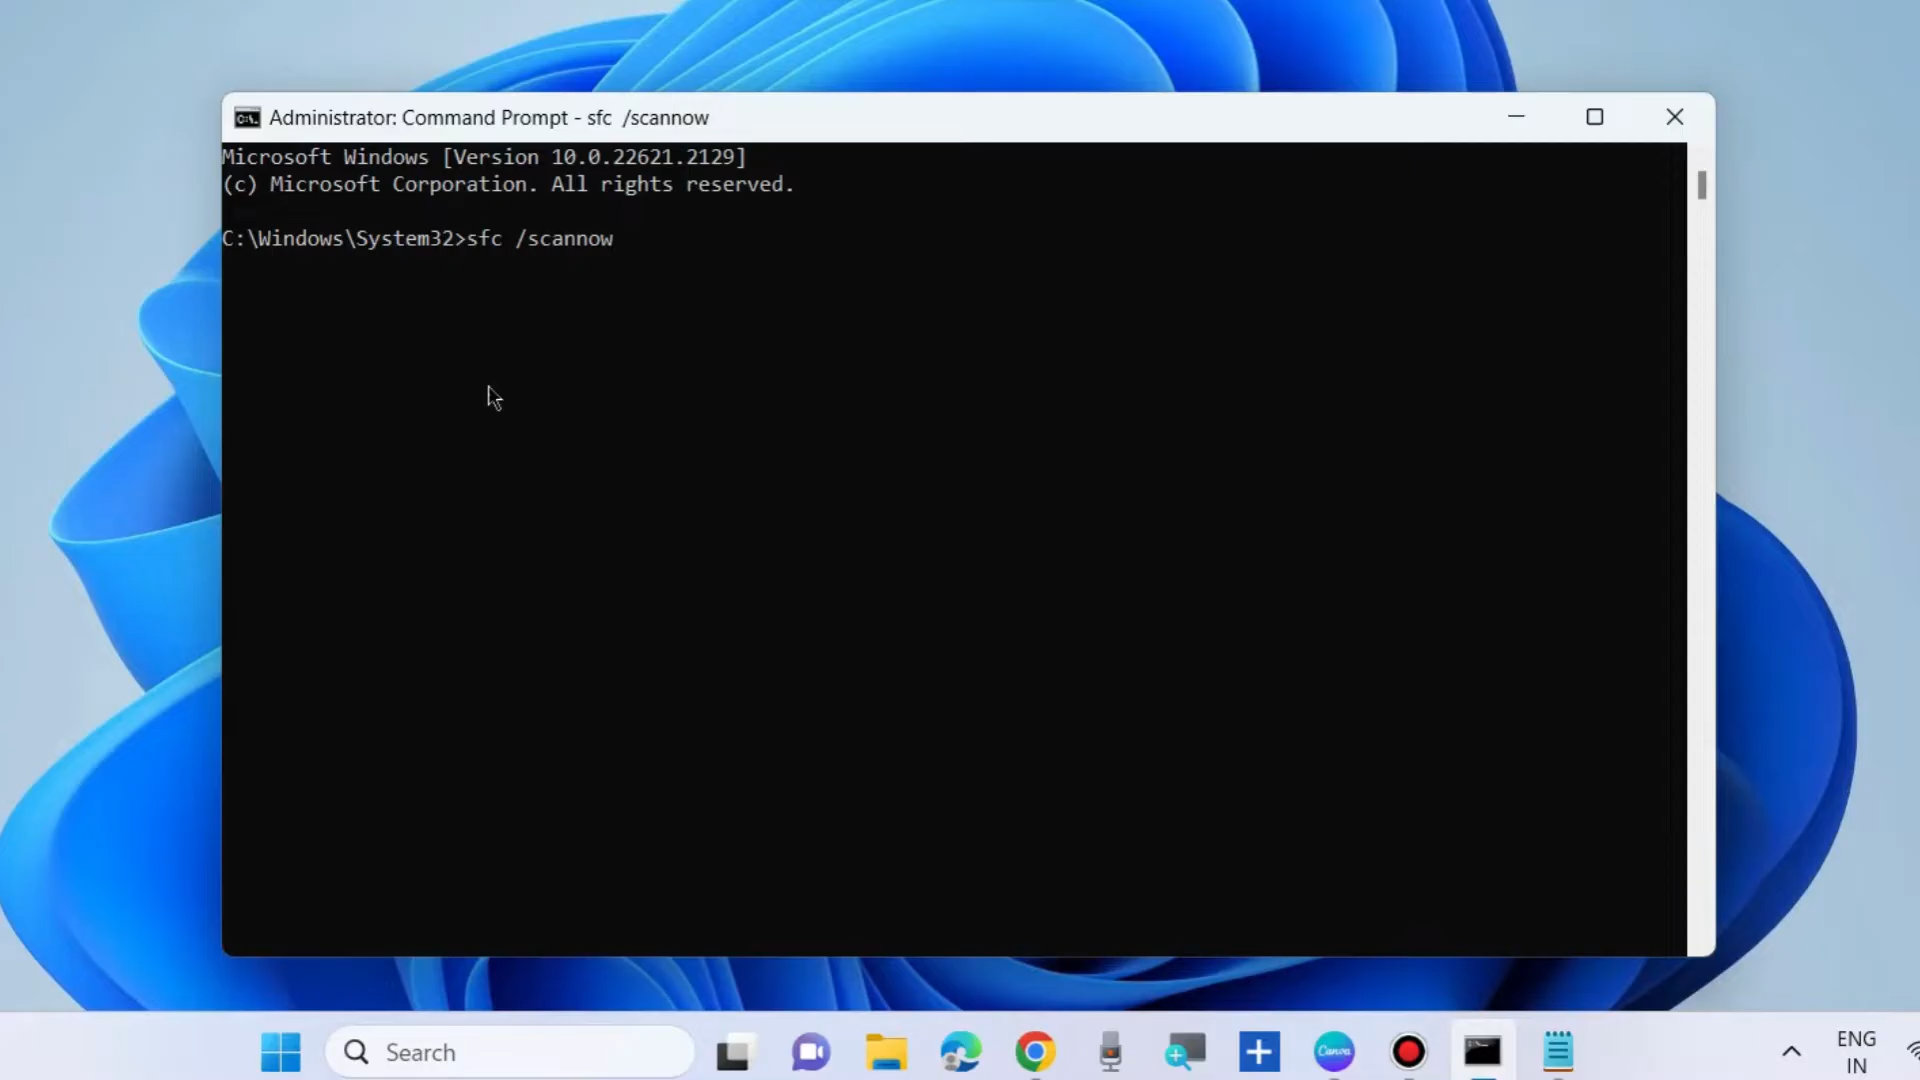 Administrator: Command Prompt - sfc  /scannow
Microsoft Windows [Version 10.0.22621.2129]
(c) Microsoft Corporation. All rights reserved.
C:\Windows\System32>sfc /scannow
Search
Canva
ENG
IN